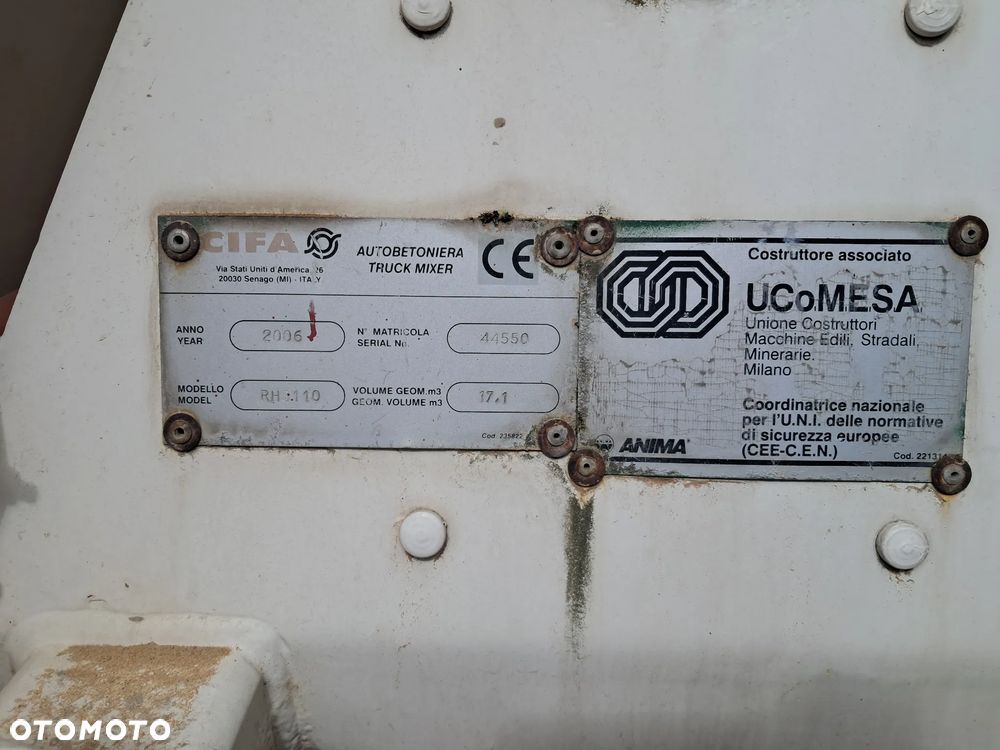 CIFA
AUTOBETONIERA
TRUCK MIXER
CE
Via Stati Uniti d'America, 26
20030 Senago (MI) - ITALY
ANNO
YEAR
2006
N° MATRICOLA
SERIAL No.
44550
MODELLO
MODEL
RH 110
VOLUME GEOM. m3
GEOM. VOLUME m3
17.1
Cod. 235822
Costruttore associato
UCoMESA
Unione Costruttori
Macchine Edili, Stradali,
Minerarie.
Milano
Coordinatrice nazionale
per l'U.N.I. delle normative
di sicurezza europee
(CEE-C.E.N.)
ANIMA
OTOMOTO